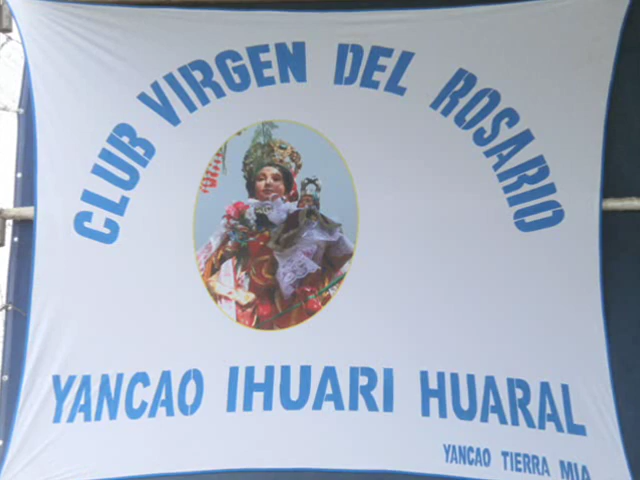 CLUB VIRGEN DEL ROSARIO
YANCAO IHUARI HUARAL
YANCAO TIERRA MIA